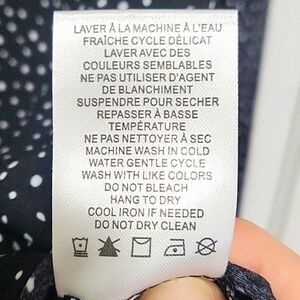 LAVER À LA MACHINE À L'EAU
FRAÎCHE CYCLE DÉLICAT
LAVER AVEC DES
COULEURS SEMBLABLES
NE PAS UTILISER D'AGENT
DE BLANCHIMENT
SUSPENDRE POUR SECHER
REPASSER À BASSE
TEMPÉRATURE
NE PAS NETTOYER À SEC
MACHINE WASH IN COLD
WATER GENTLE CYCLE
WASH WITH LIKE COLORS
DO NOT BLEACH
HANG TO DRY
COOL IRON IF NEEDED
DO NOT DRY CLEAN